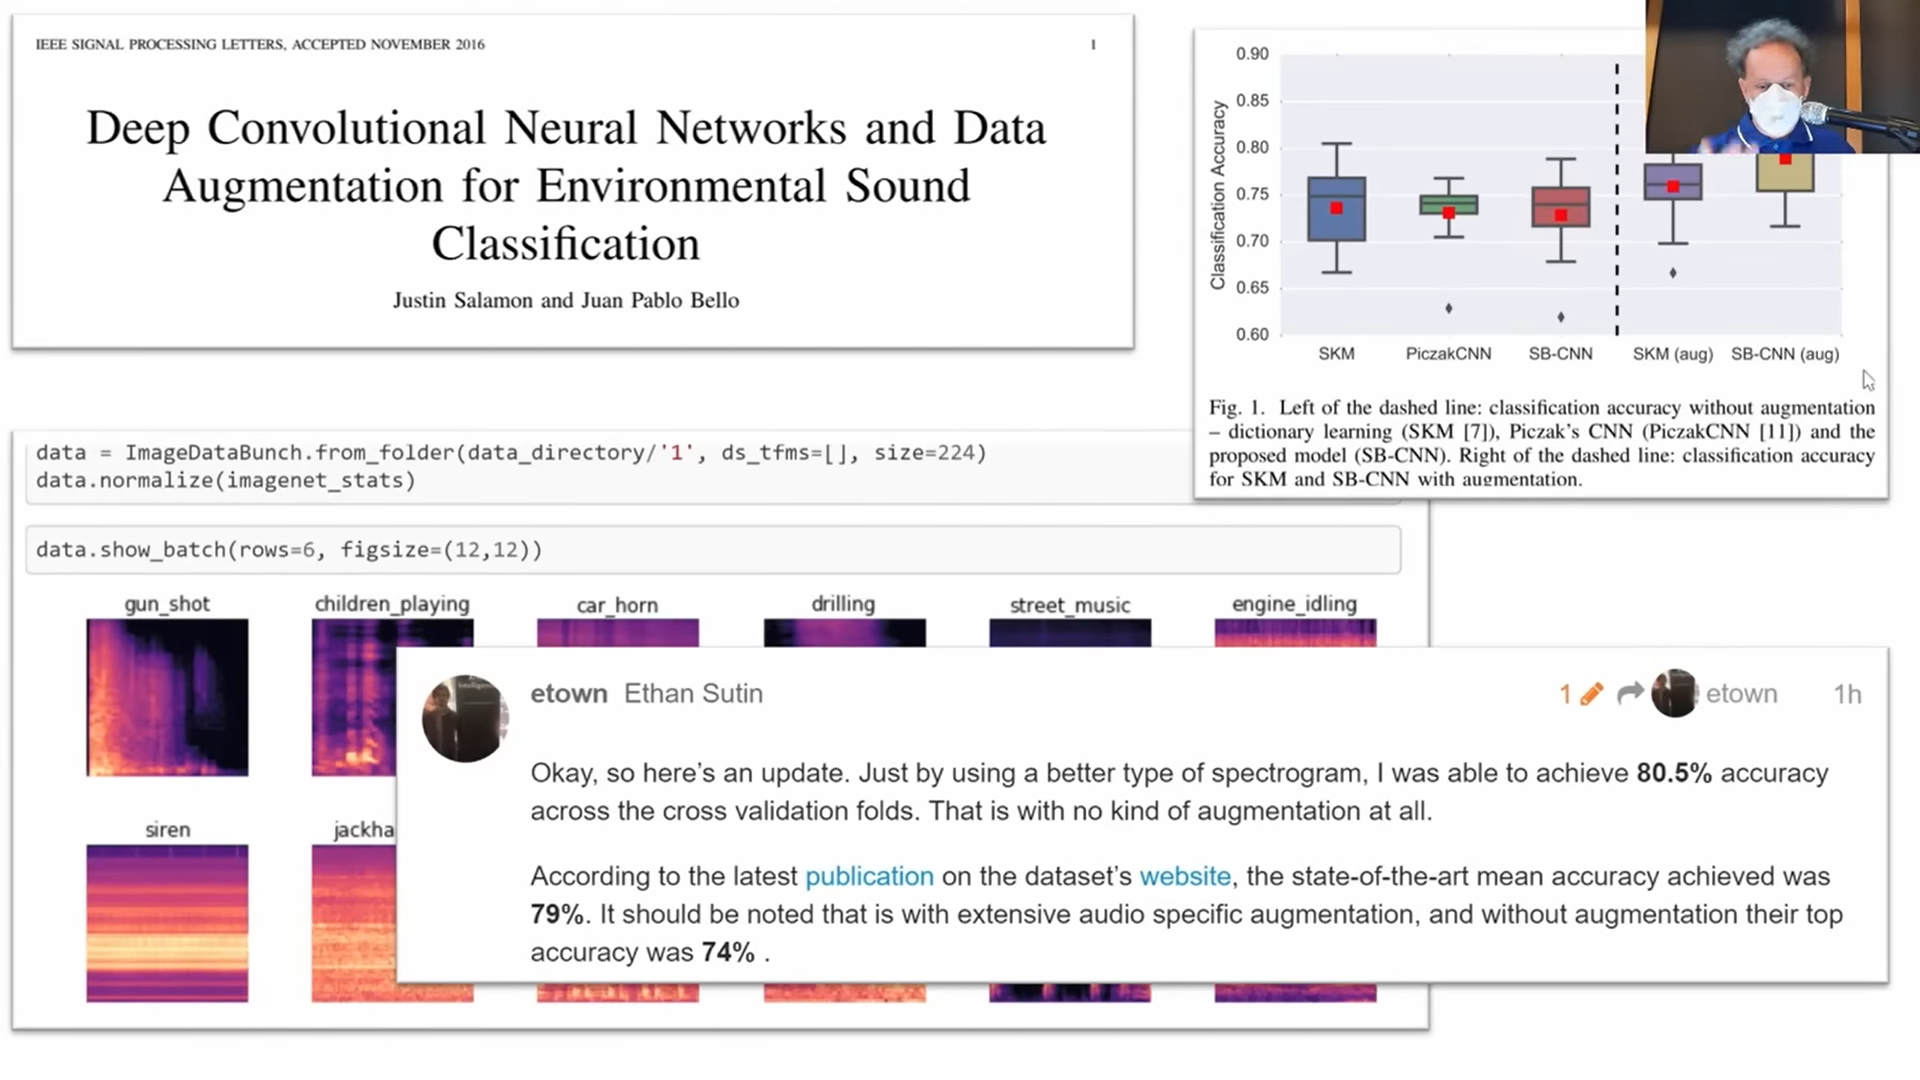 IEEE SIGNAL PROCESSING LETTERS, ACCEPTED NOVEMBER 2016
1
Deep Convolutional Neural Networks and Data
Augmentation for Environmental Sound
Classification
Justin Salamon and Juan Pablo Bello
Classification Accuracy
0.90
0.85
0.80
0.75
0.70
0.65
0.60
SKM PiczakCNN SB-CNN SKM (aug) SB-CNN (aug)
Fig. 1. Left of the dashed line: classification accuracy without augmentation
– dictionary learning (SKM [7]), Piczak's CNN (PiczakCNN [11]) and the
proposed model (SB-CNN). Right of the dashed line: classification accuracy
for SKM and SB-CNN with augmentation.
data = ImageDataBunch.from_folder(data_directory/'1', ds_tfms=[], size=224)
data.normalize(imagenet_stats)
data.show_batch(rows=6, figsize=(12,12))
gun_shot children_playing car_horn drilling street_music engine_idling
siren jackha
etown Ethan Sutin 1 etown 1h
Okay, so here's an update. Just by using a better type of spectrogram, I was able to achieve 80.5% accuracy
across the cross validation folds. That is with no kind of augmentation at all.
According to the latest publication on the dataset's website, the state-of-the-art mean accuracy achieved was
79%. It should be noted that is with extensive audio specific augmentation, and without augmentation their top
accuracy was 74% .